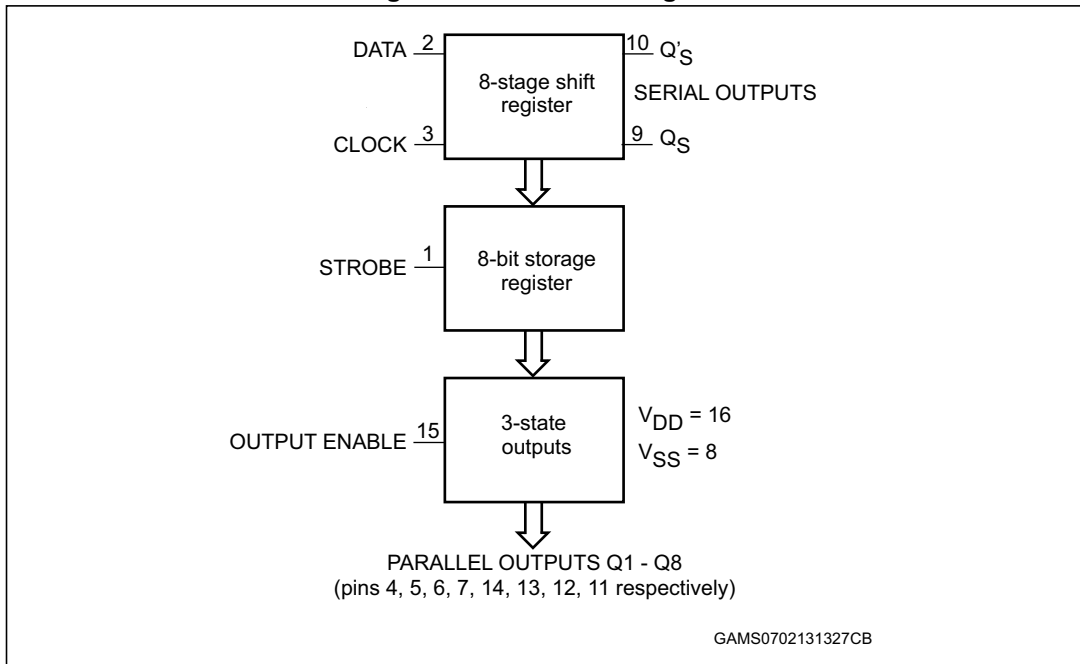 DATA 2
10 Q'S
8-stage shift
register
SERIAL OUTPUTS
CLOCK 3
9 QS
STROBE 1
8-bit storage
register
OUTPUT ENABLE 15
3-state
outputs
VDD = 16
VSS = 8
PARALLEL OUTPUTS Q1 - Q8
(pins 4, 5, 6, 7, 14, 13, 12, 11 respectively)
GAMS0702131327CB